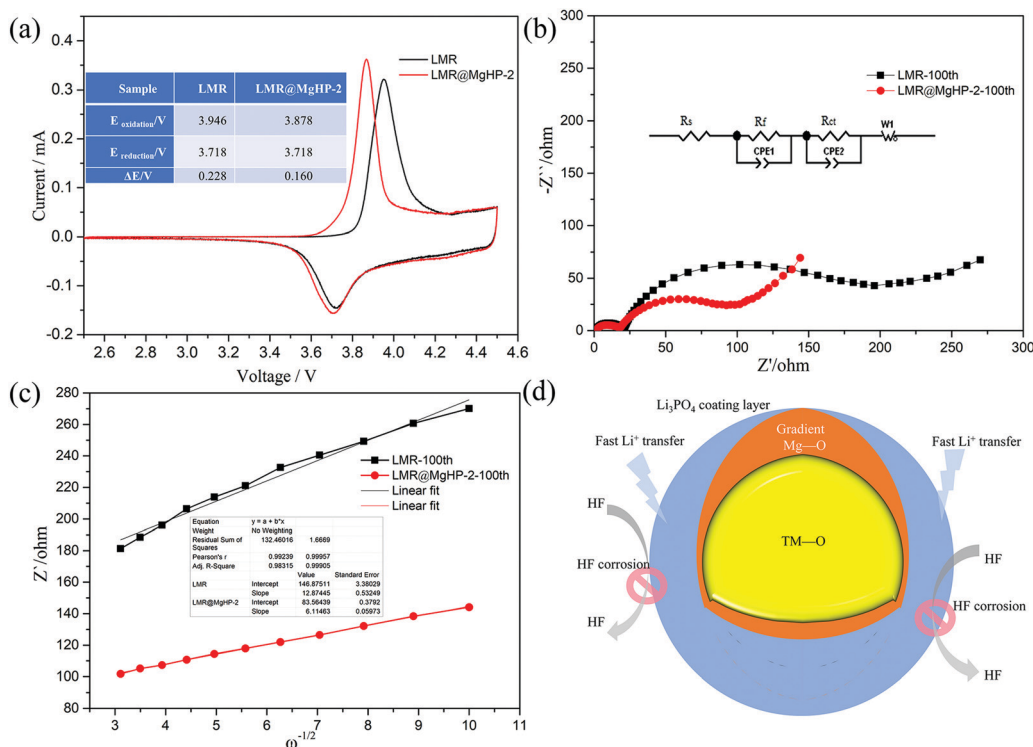 (a)
0.4
0.3
0.2
0.1
0.0
-0.1
-0.2
Current / mA
2.6 2.8 3.0 3.2 3.4 3.6 3.8 4.0 4.2 4.4 4.6
Voltage / V
LMR
LMR@MgHP-2
Sample LMR LMR@MgHP-2
E oxidation/V 3.946 3.878
E reduction/V 3.718 3.718
ΔE/V 0.228 0.160
(b)
300
250
200
150
100
50
0
-Z``/ohm
0 50 100 150 200 250 300
Z'/ohm
LMR-100th
LMR@MgHP-2-100th
Rs Rf Rct W1
CPE1 CPE2
(c)
280
260
240
220
200
180
160
140
120
100
80
Z`/ohm
3 4 5 6 7 8 9 10 11
ω-1/2
LMR-100th
LMR@MgHP-2-100th
Linear fit
Linear fit
Equation y = a + b*x
Weight No Weighting
Residual Sum of Squares 132.46016 1.6669
Pearson's r 0.99239 0.99957
Adj. R-Square 0.98315 0.99905
Value Standard Error
LMR Intercept 146.87511 3.38029
Slope 12.87445 0.53249
LMR@MgHP-2 Intercept 83.56439 0.3792
Slope 6.11463 0.05973
(d)
Li₃PO₄ coating layer
Gradient
Mg—O
Fast Li⁺ transfer
Fast Li⁺ transfer
TM—O
HF
HF corrosion
HF
HF
HF corrosion
HF